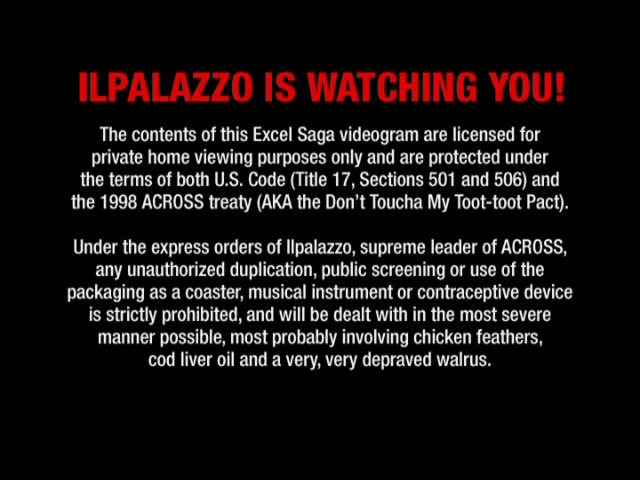 ILPALAZZO IS WATCHING YOU!
The contents of this Excel Saga videogram are licensed for
private home viewing purposes only and are protected under
the terms of both U.S. Code (Title 17, Sections 501 and 506) and
the 1998 ACROSS treaty (AKA the Don't Toucha My Toot-toot Pact).
Under the express orders of Ilpalazzo, supreme leader of ACROSS,
any unauthorized duplication, public screening or use of the
packaging as a coaster, musical instrument or contraceptive device
is strictly prohibited, and will be dealt with in the most severe
manner possible, most probably involving chicken feathers,
cod liver oil and a very, very depraved walrus.